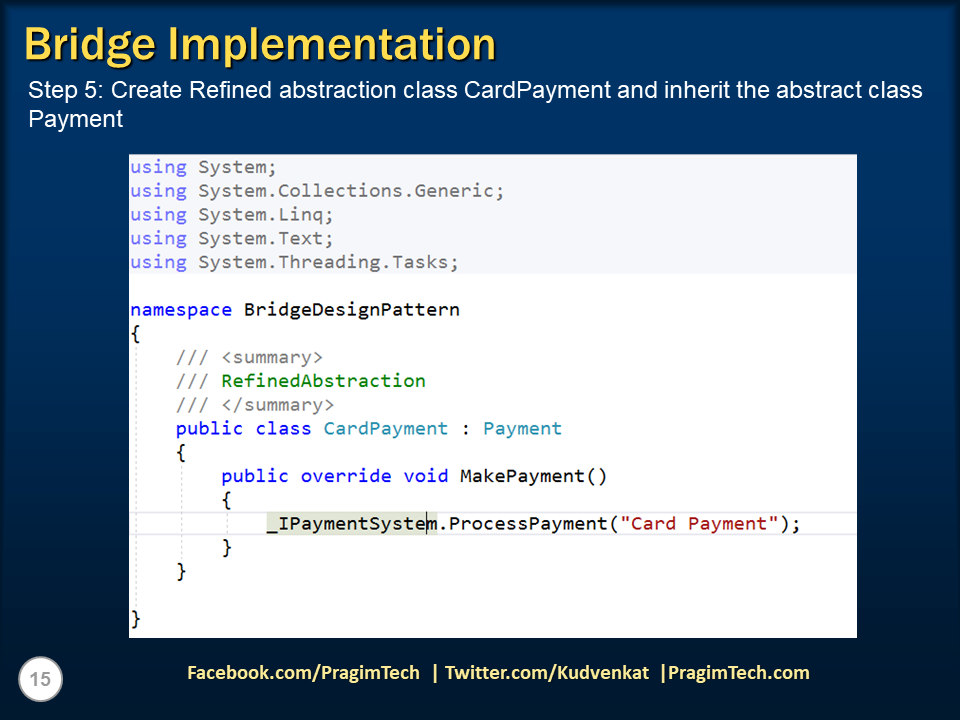 Bridge Implementation
Step 5: Create Refined abstraction class CardPayment and inherit the abstract class
Payment
using System;
using System.Collections.Generic;
using System.Linq;
using System.Text;
using System.Threading.Tasks;
namespace BridgeDesignPattern
{
/// <summary>
/// RefinedAbstraction
/// </summary>
public class CardPayment : Payment
{
public override void MakePayment()
{
_IPaymentSystem.ProcessPayment("Card Payment");
}
}
}
15
Facebook.com/PragimTech | Twitter.com/Kudvenkat |PragimTech.com